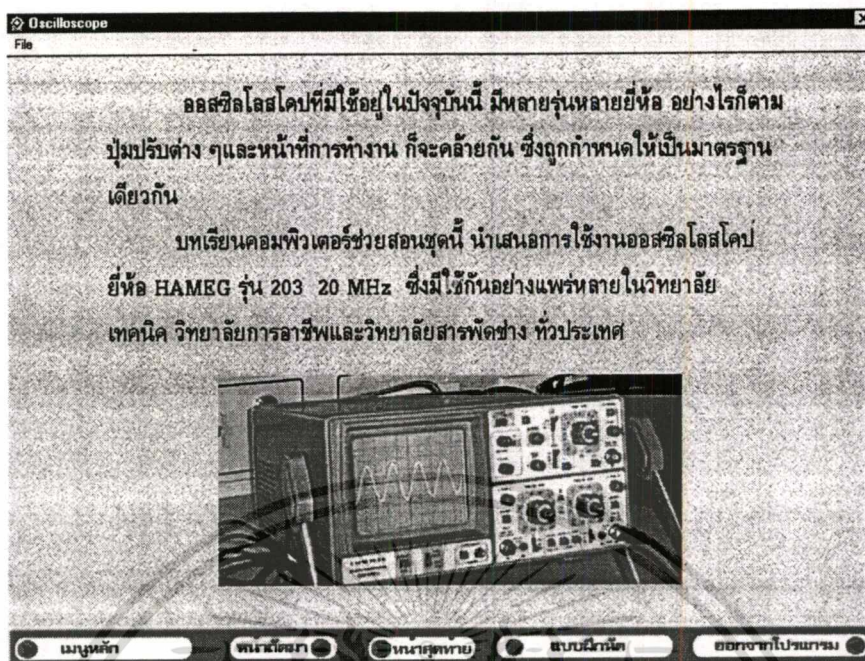 Oscilloscope
File
ออสซิลโลสโคปที่มีใช้อยู่ในปัจจุบันนี้ มีหลายรุ่นหลายยี่ห้อ อย่างไรก็ตาม
ปุ่มปรับต่าง ๆและหน้าที่การทำงาน ก็จะคล้ายกัน ซึ่งถูกกำหนดให้เป็นมาตรฐาน
เดียวกัน
บทเรียนคอมพิวเตอร์ช่วยสอนชุดนี้ นำเสนอการใช้งานออสซิลโลสโคป
ยี่ห้อ HAMEG รุ่น 203 20 MHz ซึ่งมีใช้กันอย่างแพร่หลายในวิทยาลัย
เทคนิค วิทยาลัยการอาชีพและวิทยาลัยสารพัดช่าง ทั่วประเทศ
เมนูหลัก หน้าถัดมา หน้าสุดท้าย แบบฝึกหัด ออกจากโปรแกรม